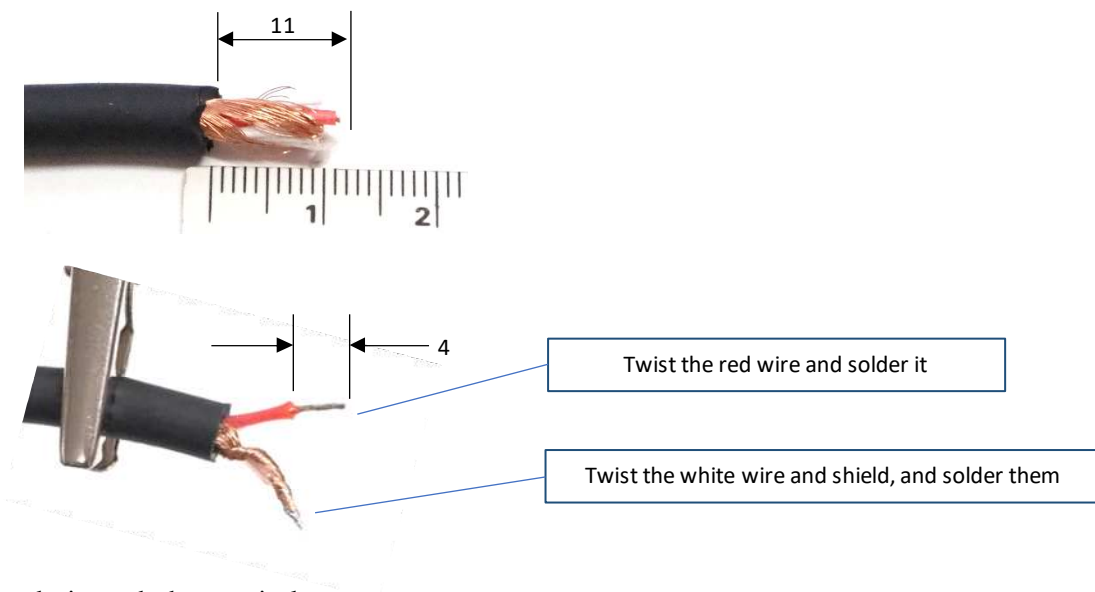 11
1 2
4
Twist the red wire and solder it
Twist the white wire and shield, and solder them